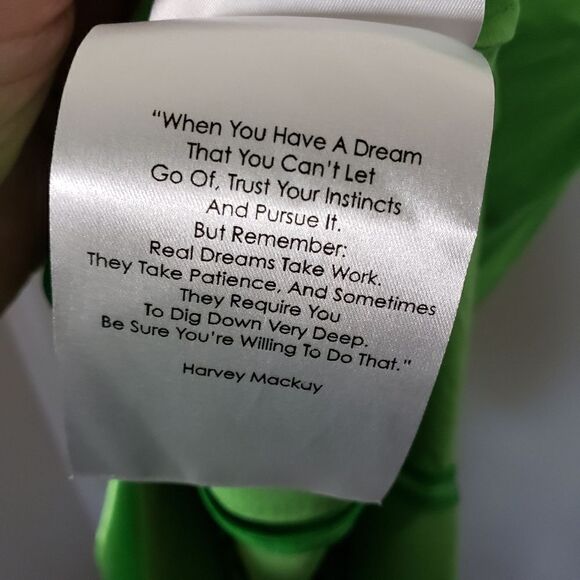 "When You Have A Dream
That You Can't Let
Go Of, Trust Your Instincts
And Pursue It.
But Remember:
Real Dreams Take Work.
They Take Patience, And Sometimes
They Require You
To Dig Down Very Deep.
Be Sure You're Willing To Do That."
Harvey Mackuy